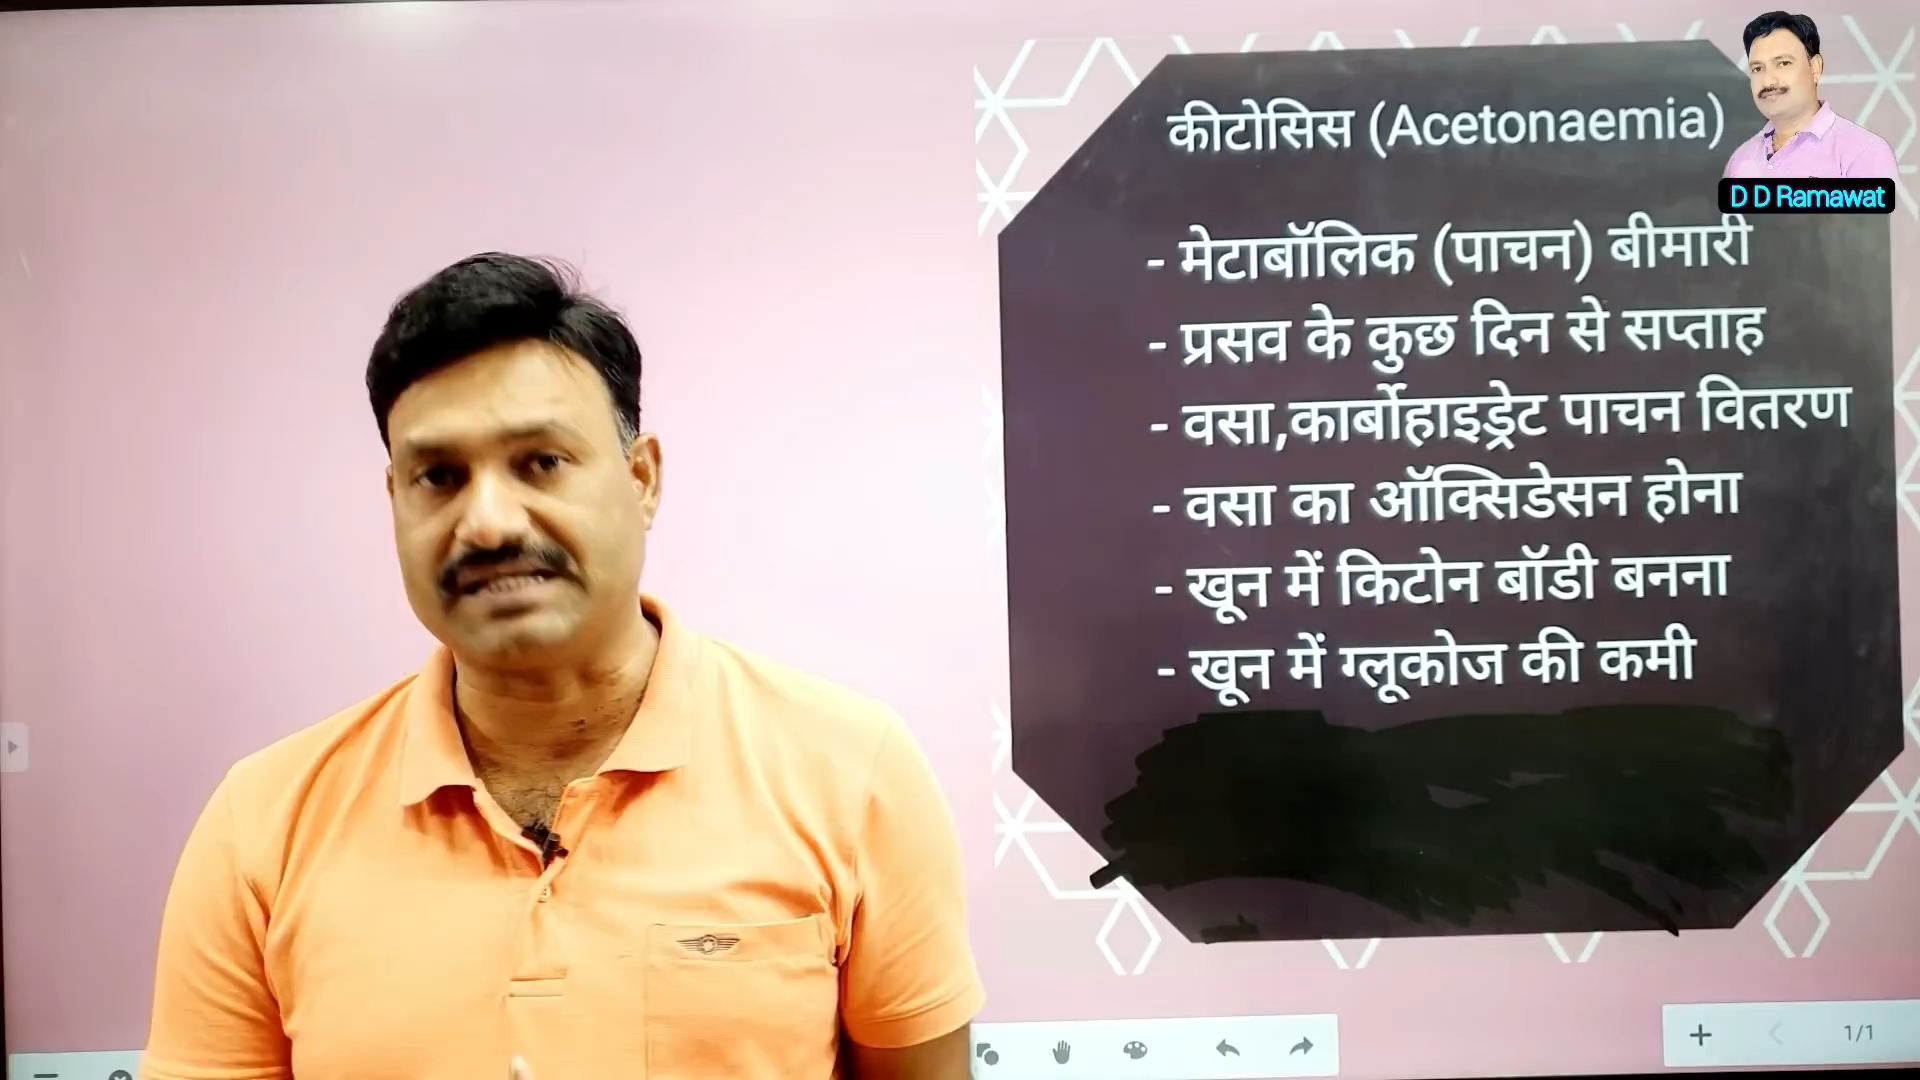 कीटोसिस (Acetonaemia)
D D Ramawat
- मेटाबॉलिक (पाचन) बीमारी
- प्रसव के कुछ दिन से सप्ताह
- वसा,कार्बोहाइड्रेट पाचन वितरण
- वसा का ऑक्सिडेसन होना
- खून में किटोन बॉडी बनना
- खून में ग्लूकोज की कमी
1/1